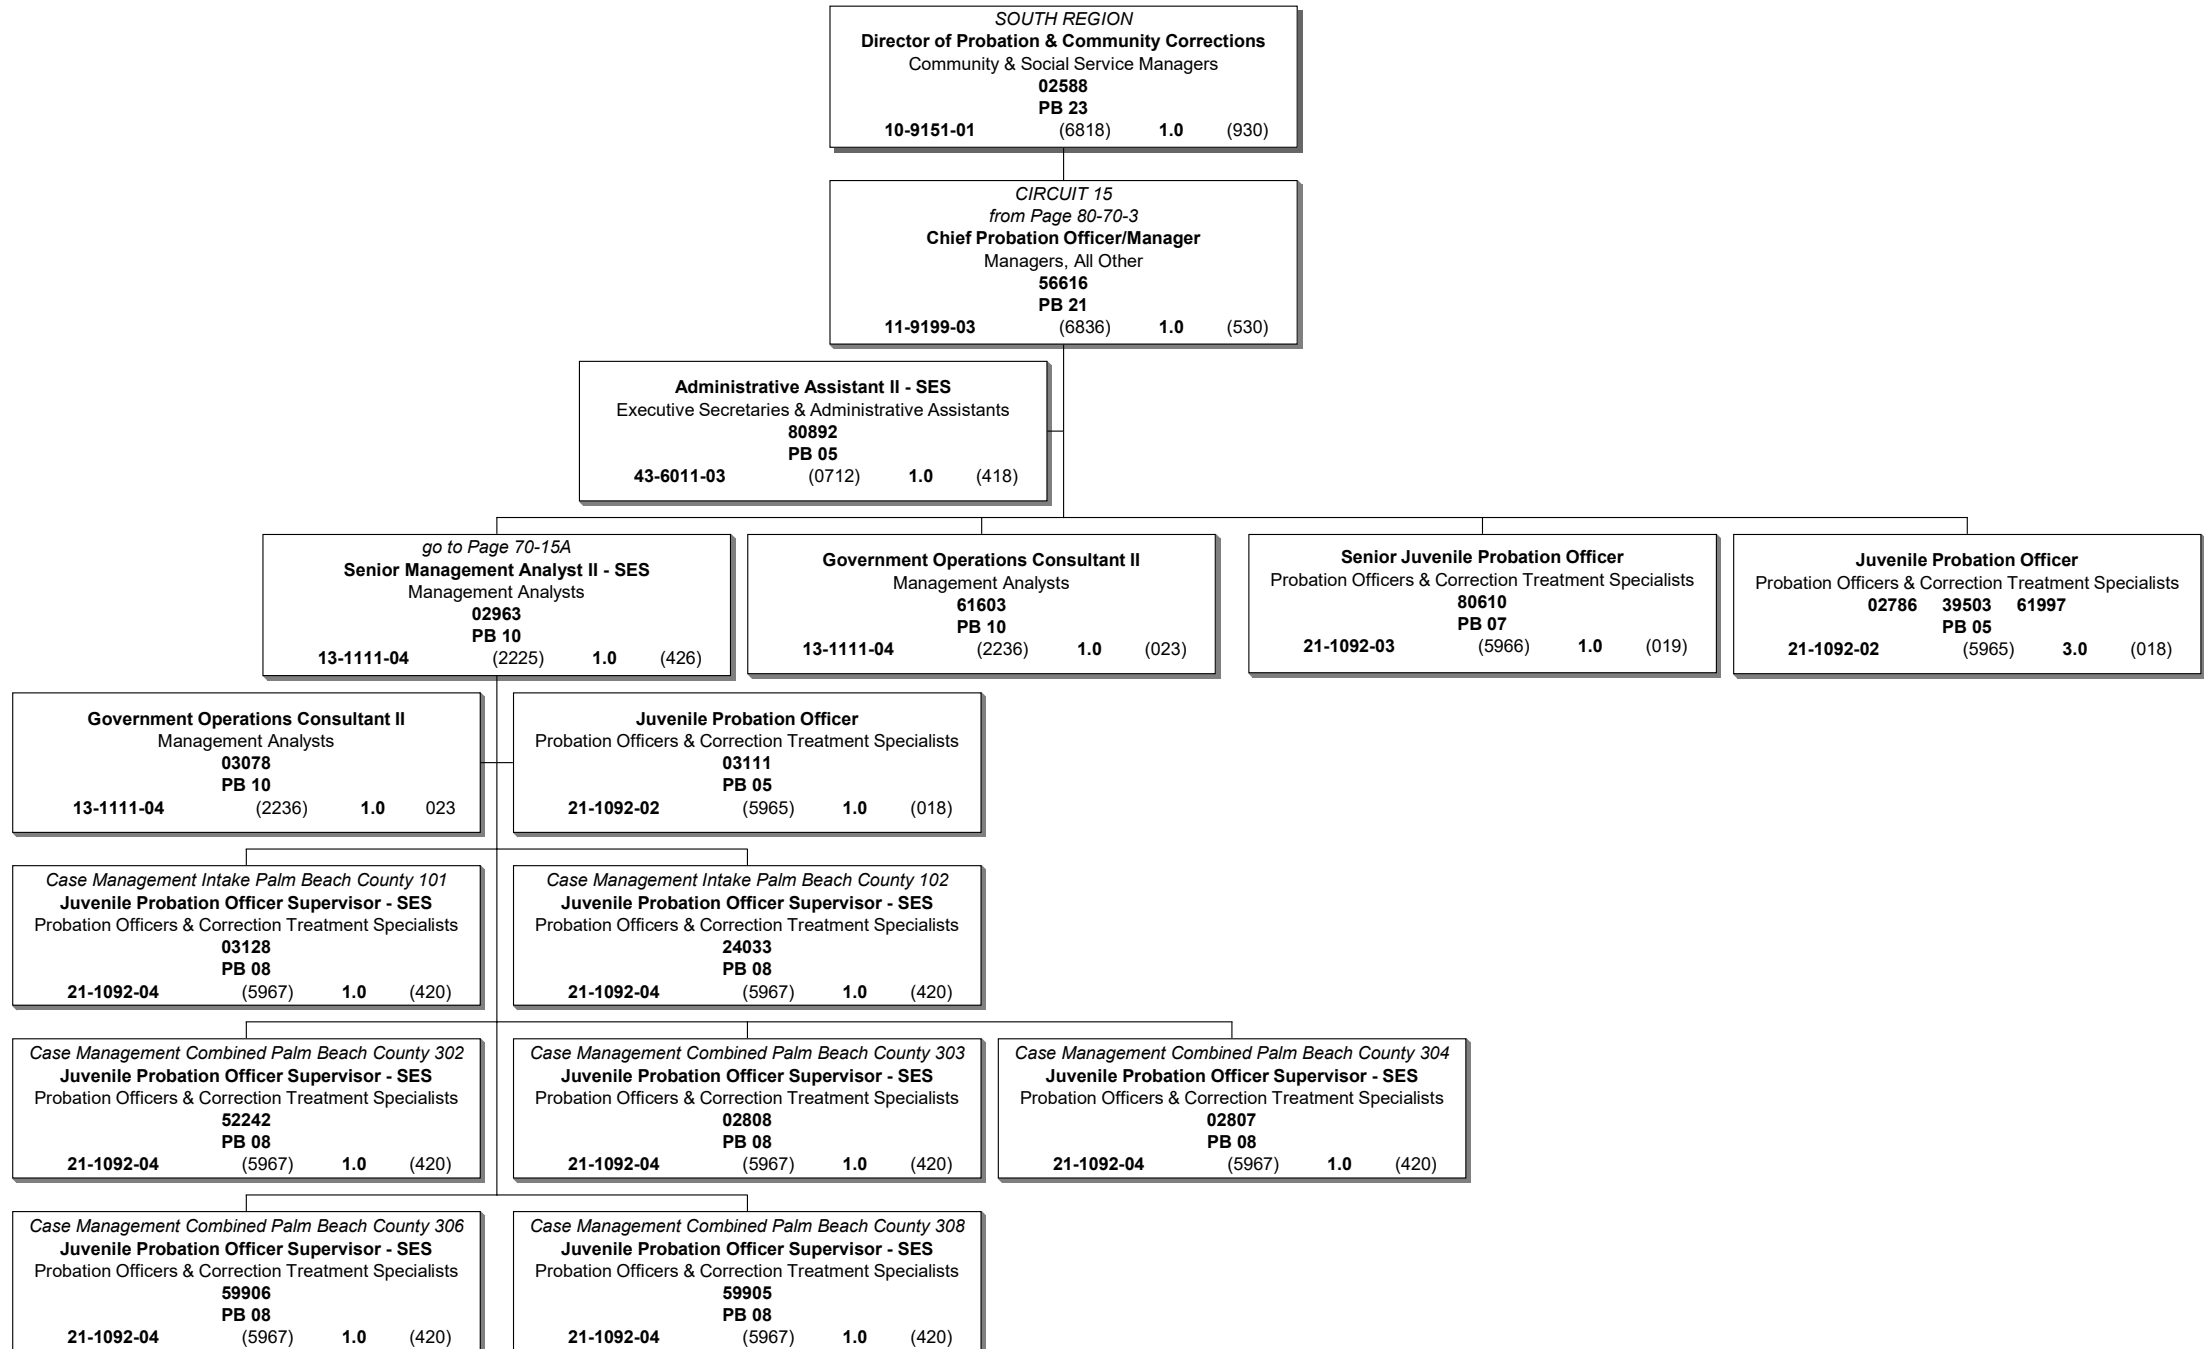 SOUTH REGION
Director of Probation & Community Corrections
Community & Social Service Managers
02588
PB 23
10-9151-01 (6818) 1.0 (930)
CIRCUIT 15
from Page 80-70-3
Chief Probation Officer/Manager
Managers, All Other
56616
PB 21
11-9199-03 (6836) 1.0 (530)
Administrative Assistant II - SES
Executive Secretaries & Administrative Assistants
80892
PB 05
43-6011-03 (0712) 1.0 (418)
go to Page 70-15A
Senior Management Analyst II - SES
Management Analysts
02963
PB 10
13-1111-04 (2225) 1.0 (426)
Government Operations Consultant II
Management Analysts
61603
PB 10
13-1111-04 (2236) 1.0 (023)
Senior Juvenile Probation Officer
Probation Officers & Correction Treatment Specialists
80610
PB 07
21-1092-03 (5966) 1.0 (019)
Juvenile Probation Officer
Probation Officers & Correction Treatment Specialists
02786 39503 61997
PB 05
21-1092-02 (5965) 3.0 (018)
Government Operations Consultant II
Management Analysts
03078
PB 10
13-1111-04 (2236) 1.0 023
Juvenile Probation Officer
Probation Officers & Correction Treatment Specialists
03111
PB 05
21-1092-02 (5965) 1.0 (018)
Case Management Intake Palm Beach County 101
Juvenile Probation Officer Supervisor - SES
Probation Officers & Correction Treatment Specialists
03128
PB 08
21-1092-04 (5967) 1.0 (420)
Case Management Intake Palm Beach County 102
Juvenile Probation Officer Supervisor - SES
Probation Officers & Correction Treatment Specialists
24033
PB 08
21-1092-04 (5967) 1.0 (420)
Case Management Combined Palm Beach County 302
Juvenile Probation Officer Supervisor - SES
Probation Officers & Correction Treatment Specialists
52242
PB 08
21-1092-04 (5967) 1.0 (420)
Case Management Combined Palm Beach County 303
Juvenile Probation Officer Supervisor - SES
Probation Officers & Correction Treatment Specialists
02808
PB 08
21-1092-04 (5967) 1.0 (420)
Case Management Combined Palm Beach County 304
Juvenile Probation Officer Supervisor - SES
Probation Officers & Correction Treatment Specialists
02807
PB 08
21-1092-04 (5967) 1.0 (420)
Case Management Combined Palm Beach County 306
Juvenile Probation Officer Supervisor - SES
Probation Officers & Correction Treatment Specialists
59906
PB 08
21-1092-04 (5967) 1.0 (420)
Case Management Combined Palm Beach County 308
Juvenile Probation Officer Supervisor - SES
Probation Officers & Correction Treatment Specialists
59905
PB 08
21-1092-04 (5967) 1.0 (420)